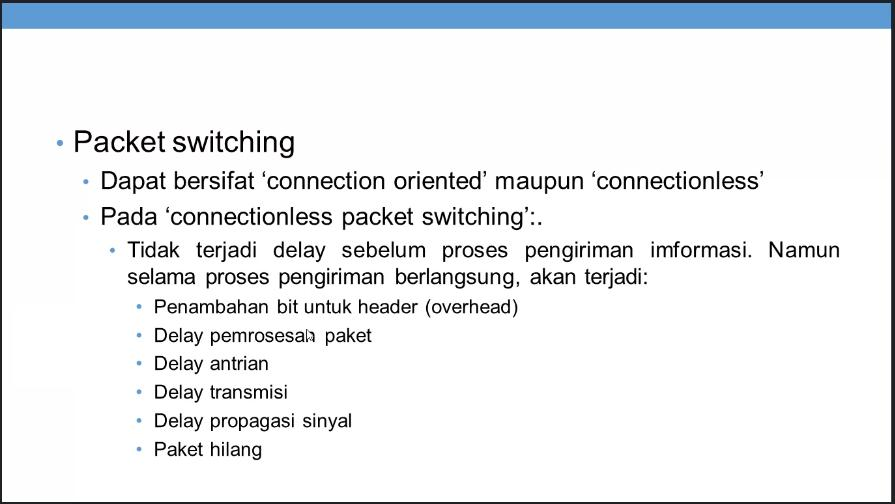 • Packet switching
• Dapat bersifat ‘connection oriented’ maupun ‘connectionless’
• Pada ‘connectionless packet switching’:.
• Tidak terjadi delay sebelum proses pengiriman imformasi. Namun
selama proses pengiriman berlangsung, akan terjadi:
• Penambahan bit untuk header (overhead)
• Delay pemrosesan paket
• Delay antrian
• Delay transmisi
• Delay propagasi sinyal
• Paket hilang